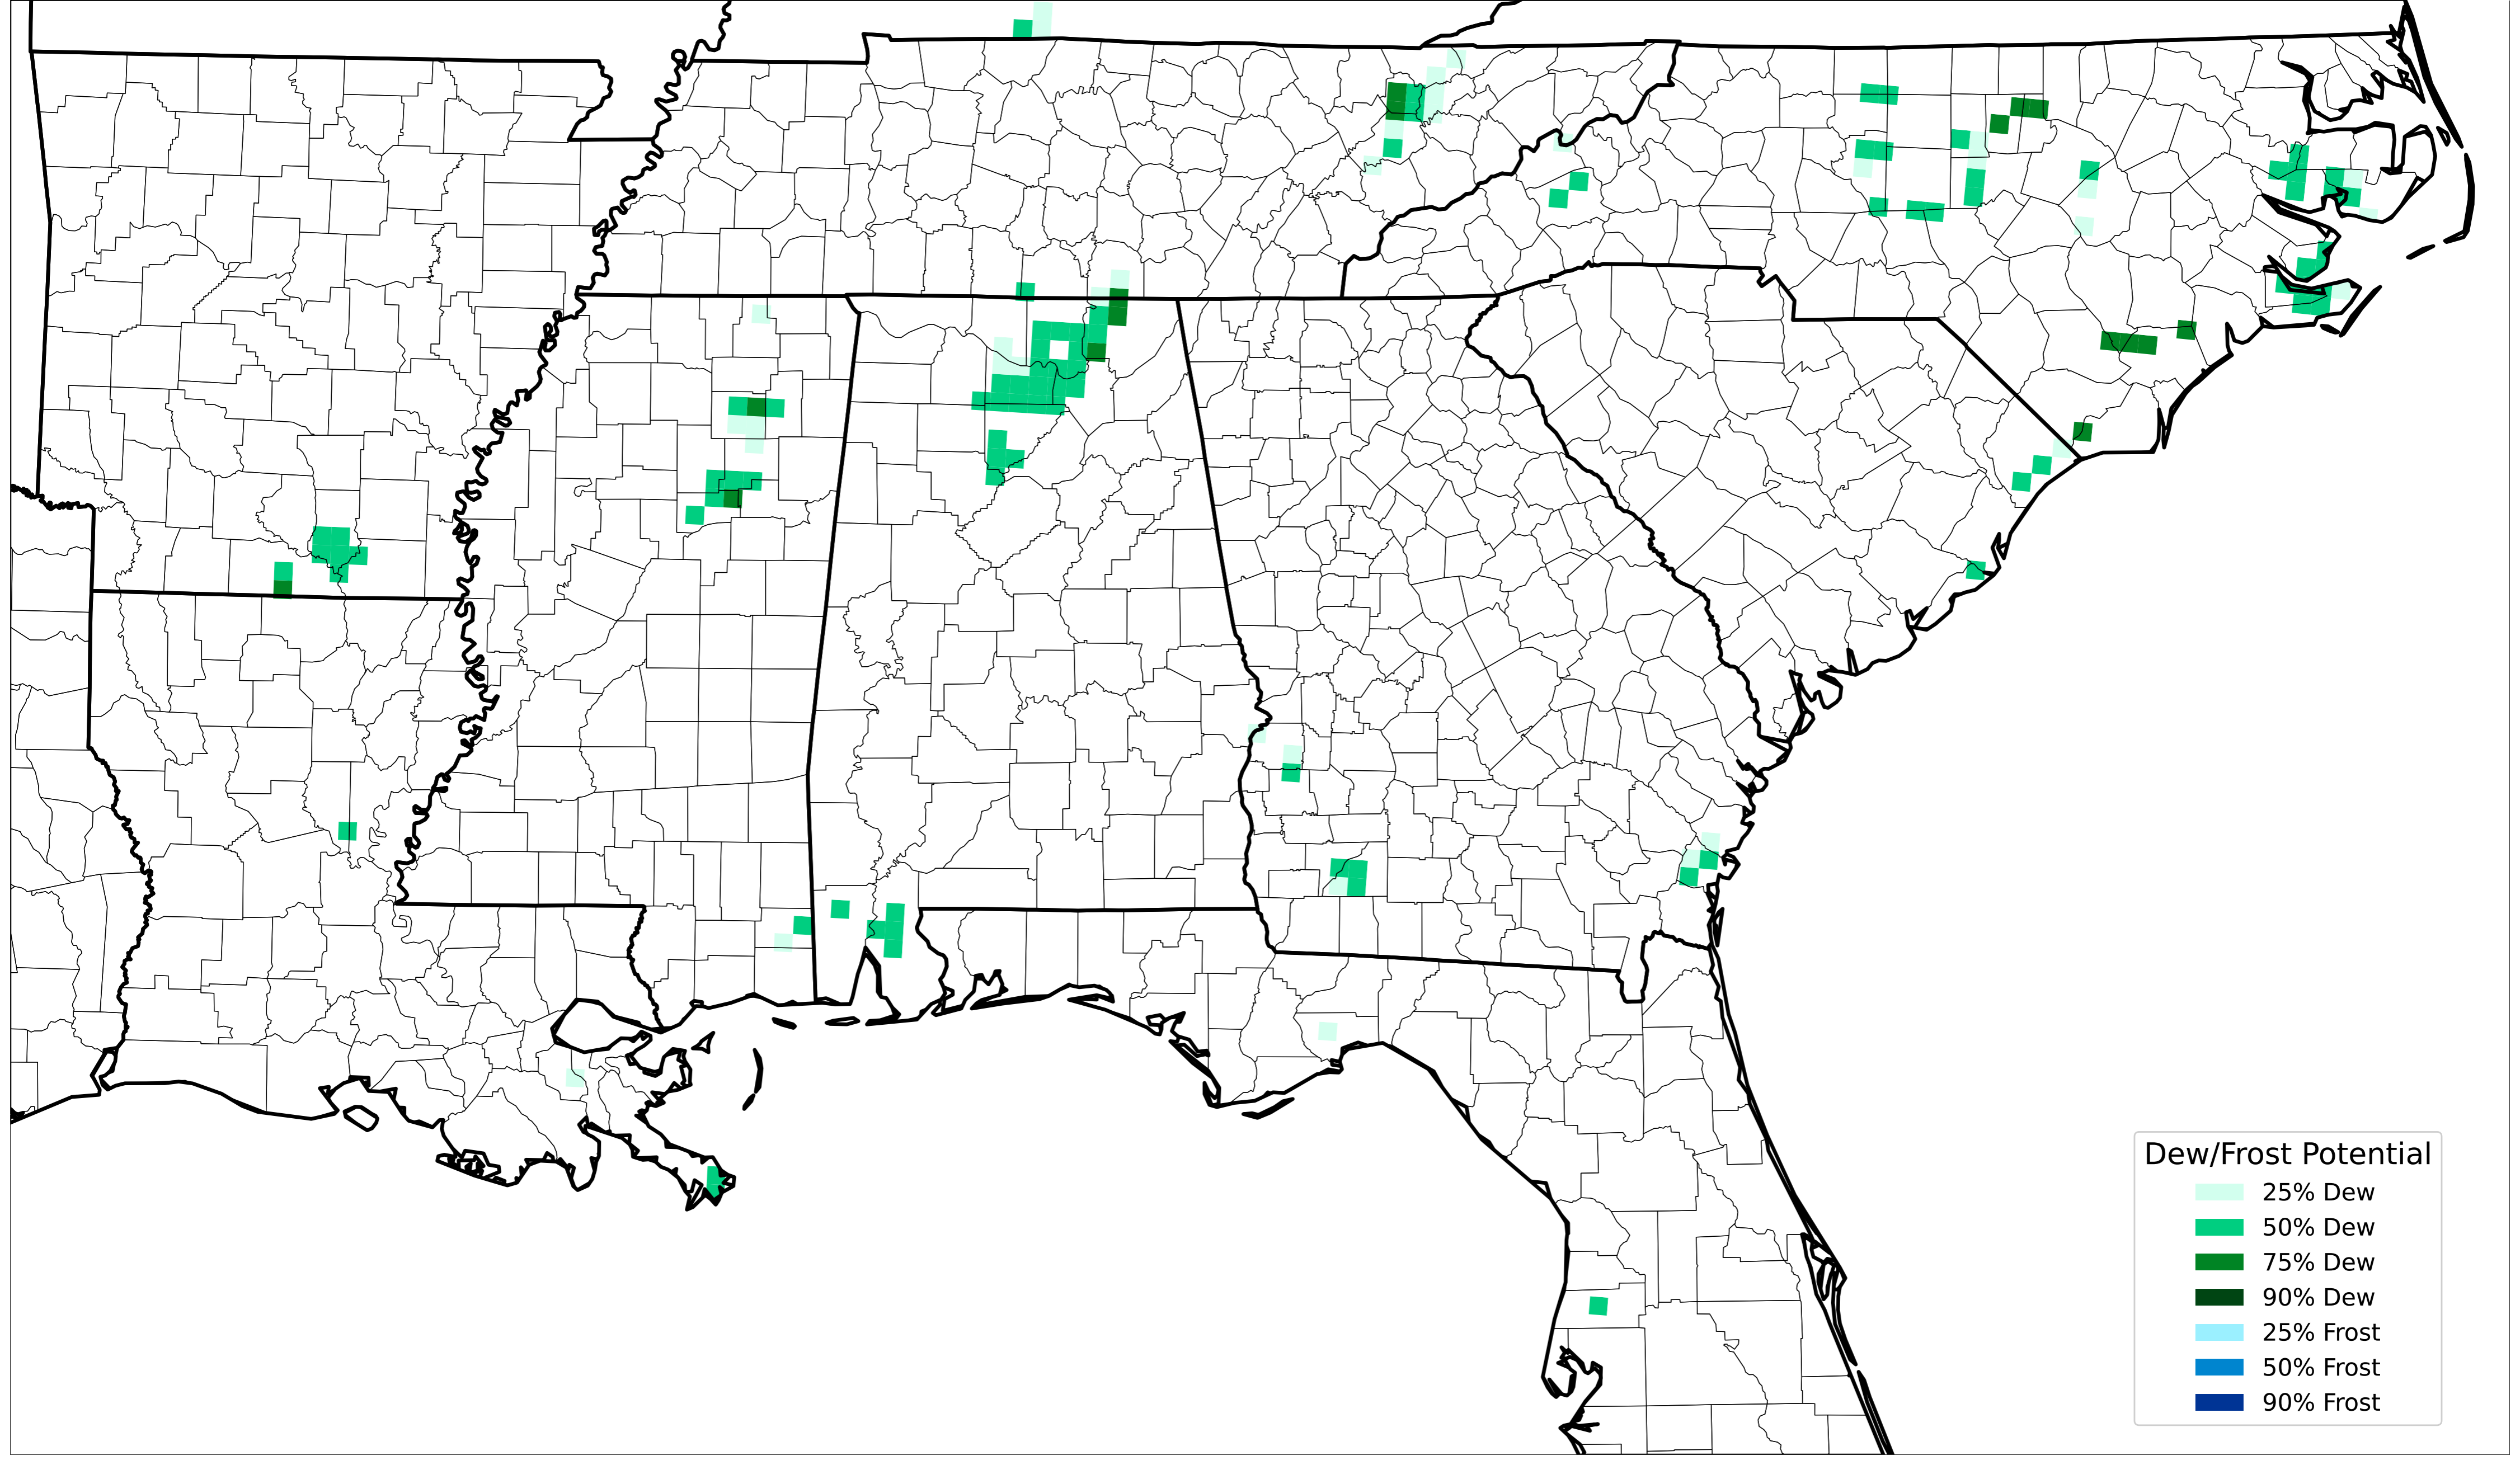 Dew/Frost Potential
25% Dew
50% Dew
75% Dew
90% Dew
25% Frost
50% Frost
90% Frost